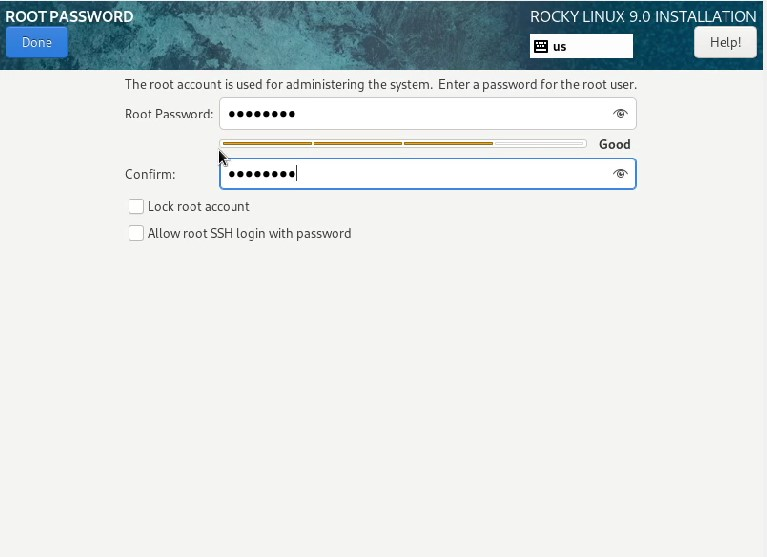 ROOT PASSWORD
ROCKY LINUX 9.0 INSTALLATION
Done
us
Help!
The root account is used for administering the system. Enter a password for the root user.
Root Password: ●●●●●●●●
Good
Confirm: ●●●●●●●●
Lock root account
Allow root SSH login with password